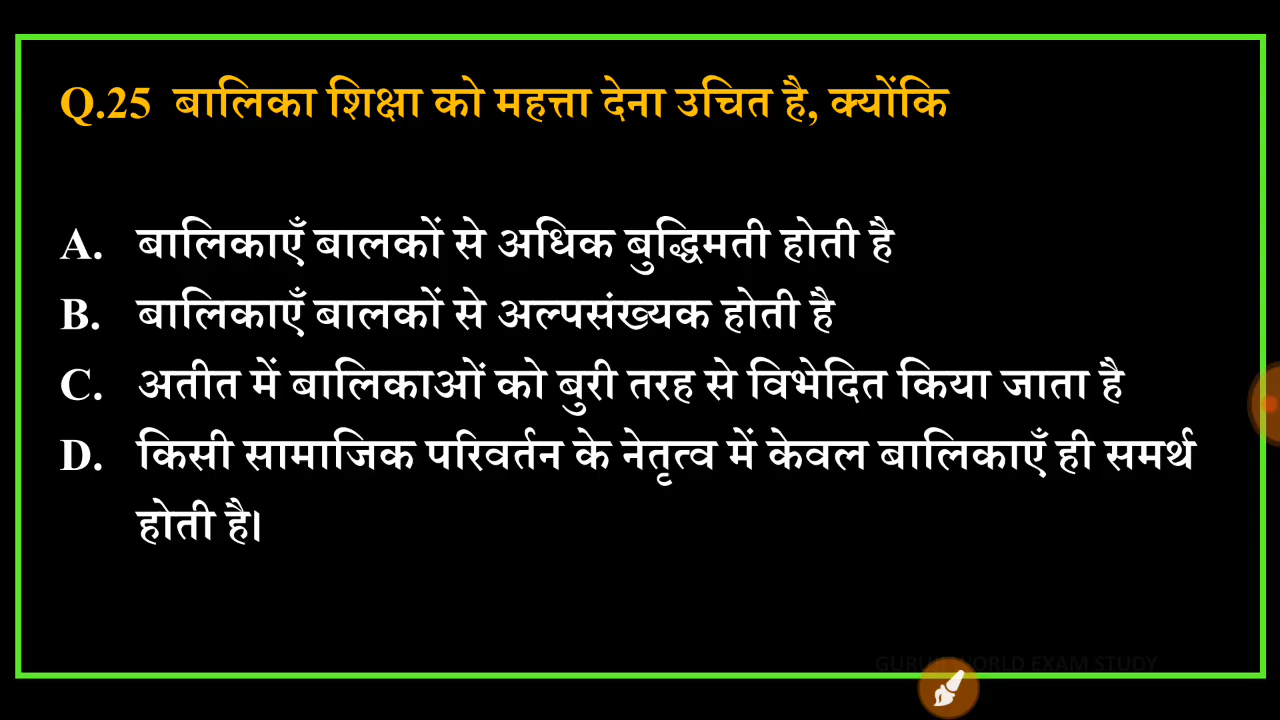 Q.25 बालिका शिक्षा को महत्ता देना उचित है, क्योंकि
A. बालिकाएँ बालकों से अधिक बुद्धिमती होती है
B. बालिकाएँ बालकों से अल्पसंख्यक होती है
C. अतीत में बालिकाओं को बुरी तरह से विभेदित किया जाता है
D. किसी सामाजिक परिवर्तन के नेतृत्व में केवल बालिकाएँ ही समर्थ
होती है।
GURUJI WORLD EXAM STUDY